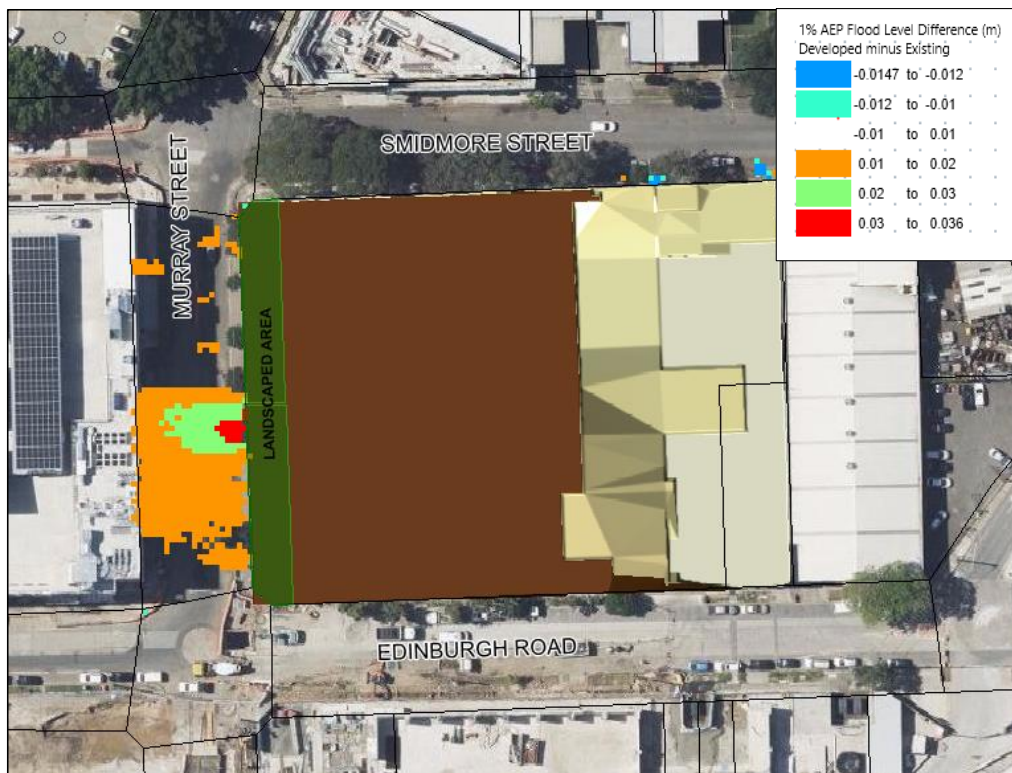 1% AEP Flood Level Difference (m)
Developed minus Existing
-0.0147 to -0.012
-0.012 to -0.01
-0.01 to 0.01
0.01 to 0.02
0.02 to 0.03
0.03 to 0.036
SMIDMORE STREET
MURRAY STREET
LANDSCAPED AREA
EDINBURGH ROAD